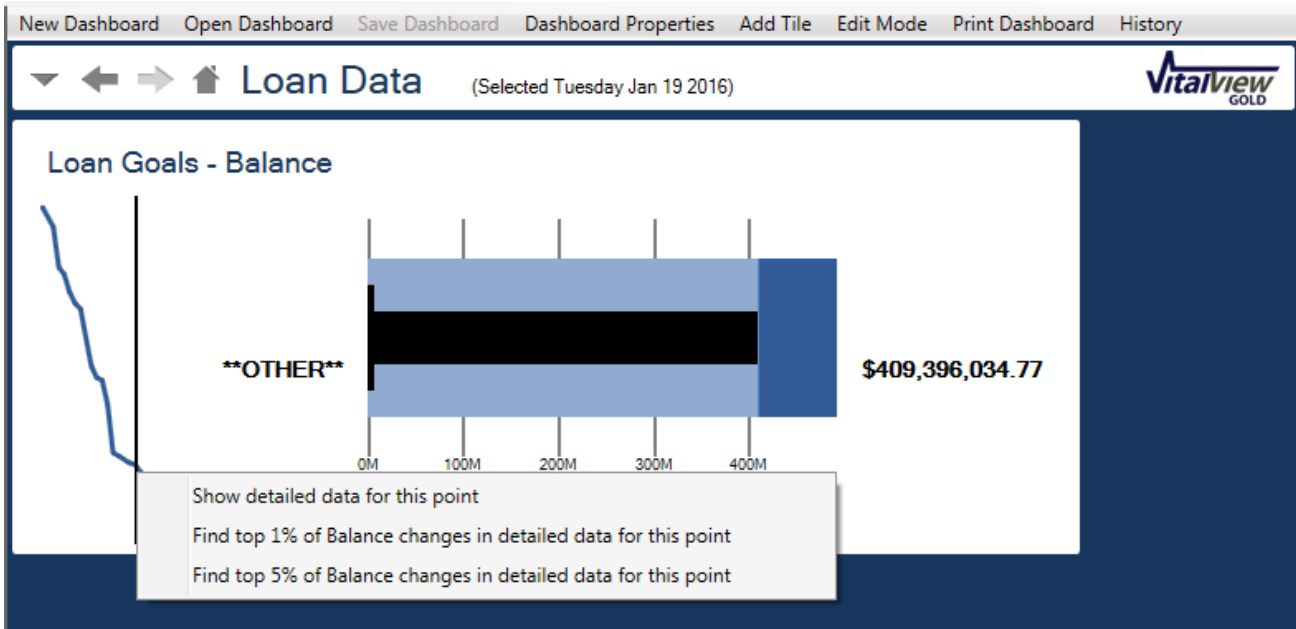 New Dashboard Open Dashboard Save Dashboard Dashboard Properties Add Tile Edit Mode Print Dashboard History
Loan Data (Selected Tuesday Jan 19 2016) VitalView GOLD
Loan Goals - Balance
**OTHER** $409,396,034.77
0M 100M 200M 300M 400M
Show detailed data for this point
Find top 1% of Balance changes in detailed data for this point
Find top 5% of Balance changes in detailed data for this point